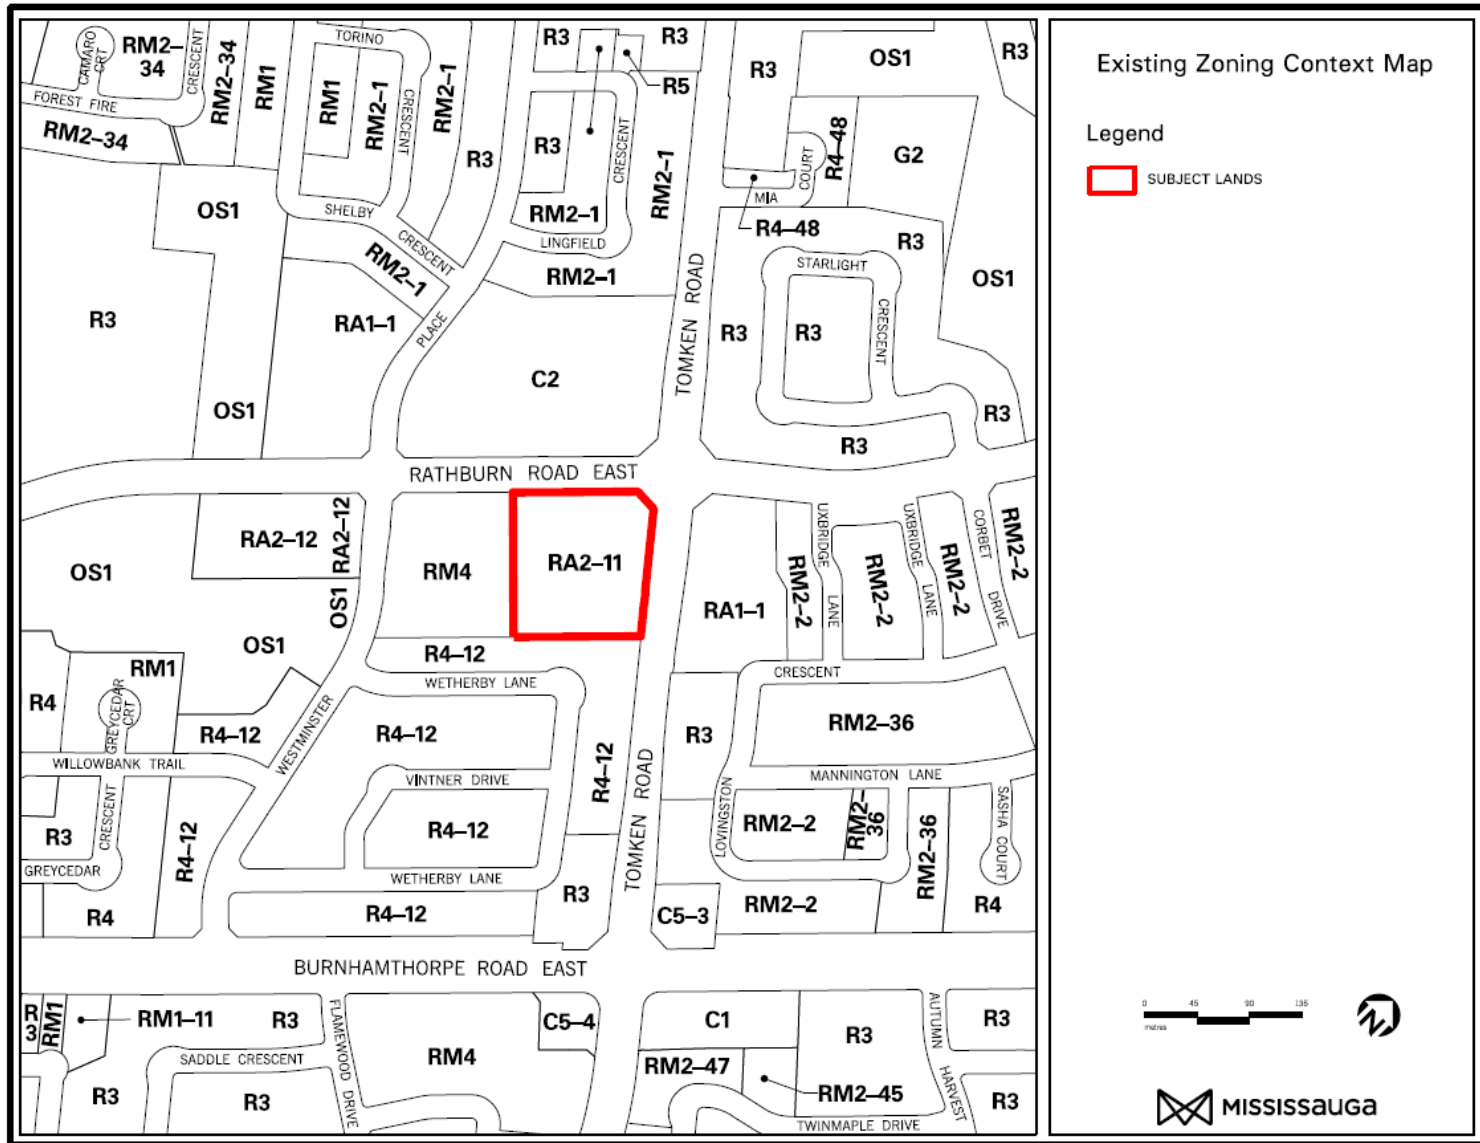 Existing Zoning Context Map
Legend
SUBJECT LANDS
CAMARO
CRT
RM2–
34
CRESCENT
RM2–34
RM1
TORINO
RM1
RM2–1
CRESCENT
RM2–1
R3
R3
R3
R5
R3
OS1
R3
FOREST FIRE
RM2–34
R3
R3
CRESCENT
RM2–1
COURT
R4–48
G2
OS1
SHELBY
CRESCENT
RM2–1
LINGFIELD
RM2–1
MIA
R4–48
R3
RM2–1
STARLIGHT
CRESCENT
OS1
R3
RA1–1
PLACE
C2
TOMKEN ROAD
R3
R3
OS1
R3
R3
RATHBURN ROAD EAST
RA2–12
RA2–12
OS1
RM4
RA2–11
RA1–1
RM2–2
UXBRIDGE
LANE
RM2–2
UXBRIDGE
LANE
RM2–2
CORBET
DRIVE
RM2–2
OS1
OS1
RM1
R4–12
WETHERBY LANE
CRESCENT
R4
GREYCEDAR
CRT
R4–12
WESTMINSTER
R4–12
R4–12
R3
RM2–36
WILLOWBANK TRAIL
VINTNER DRIVE
TOMKEN ROAD
MANNINGTON LANE
R3
CRESCENT
R4–12
R4–12
LOVINGSTON
RM2–2
RM2–
36
RM2–36
SASHA COURT
GREYCEDAR
WETHERBY LANE
R4
R4–12
R3
C5–3
RM2–2
R4
BURNHAMTHORPE ROAD EAST
R
3
RM1
RM1–11
R3
FLAMEWOOD DRIVE
RM4
C5–4
C1
R3
AUTUMN
HARVEST
R3
SADDLE CRESCENT
RM2–47
RM2–45
R3
R3
TWINMAPLE DRIVE
R3
0 45 90 135
metres
MISSISSAUGA